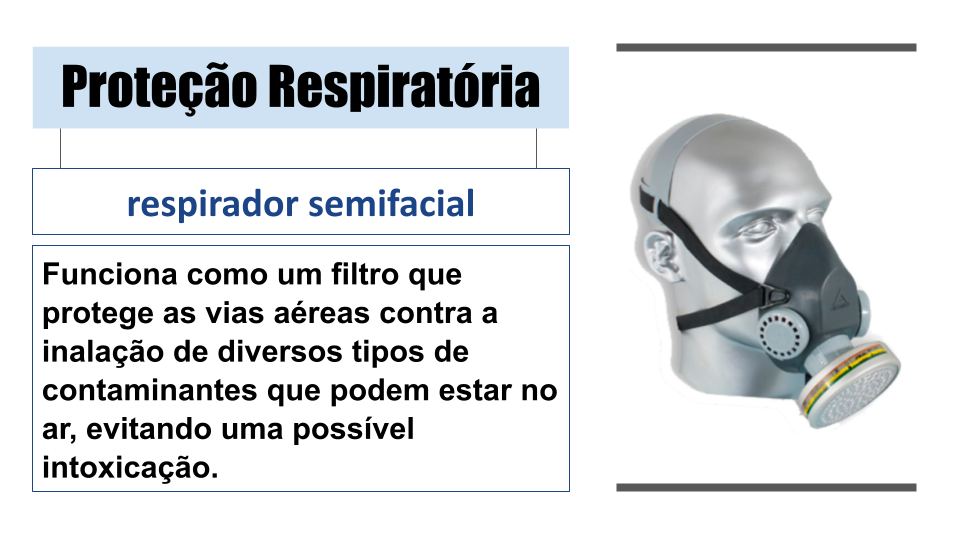 Proteção Respiratória
respirador semifacial
Funciona como um filtro que
protege as vias aéreas contra a
inalação de diversos tipos de
contaminantes que podem estar no
ar, evitando uma possível
intoxicação.